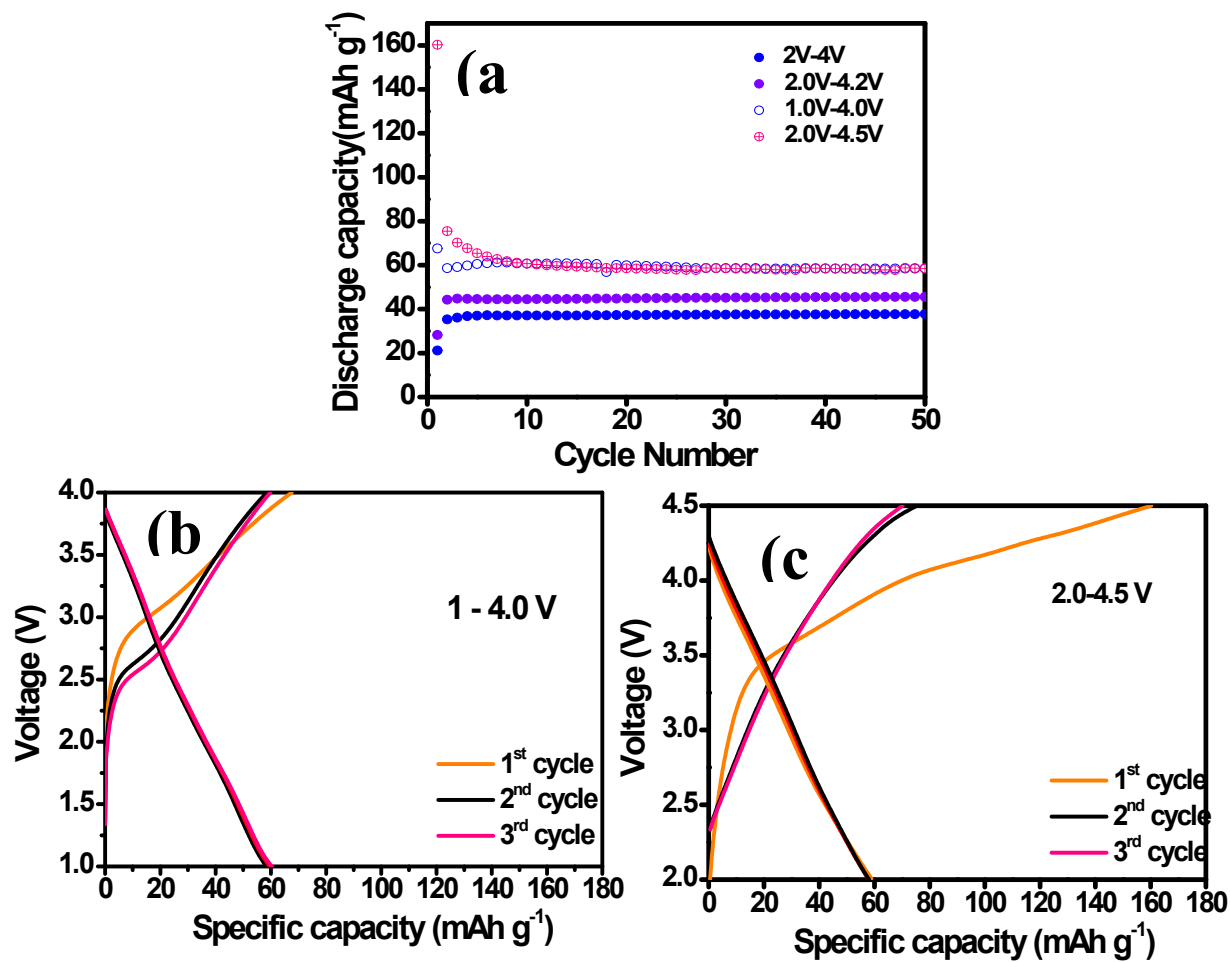 (a
Discharge capacity(mAh g⁻¹)
160
140
120
100
80
60
40
20
0
2V-4V
2.0V-4.2V
1.0V-4.0V
2.0V-4.5V
0 10 20 30 40 50
Cycle Number
(b
Voltage (V)
4.0
3.5
3.0
2.5
2.0
1.5
1.0
1 - 4.0 V
1ˢᵗ cycle
2ⁿᵈ cycle
3ʳᵈ cycle
0 20 40 60 80 100 120 140 160 180
Specific capacity (mAh g⁻¹)
(c
Voltage (V)
4.5
4.0
3.5
3.0
2.5
2.0
2.0-4.5 V
1ˢᵗ cycle
2ⁿᵈ cycle
3ʳᵈ cycle
0 20 40 60 80 100 120 140 160 180
Specific capacity (mAh g⁻¹)